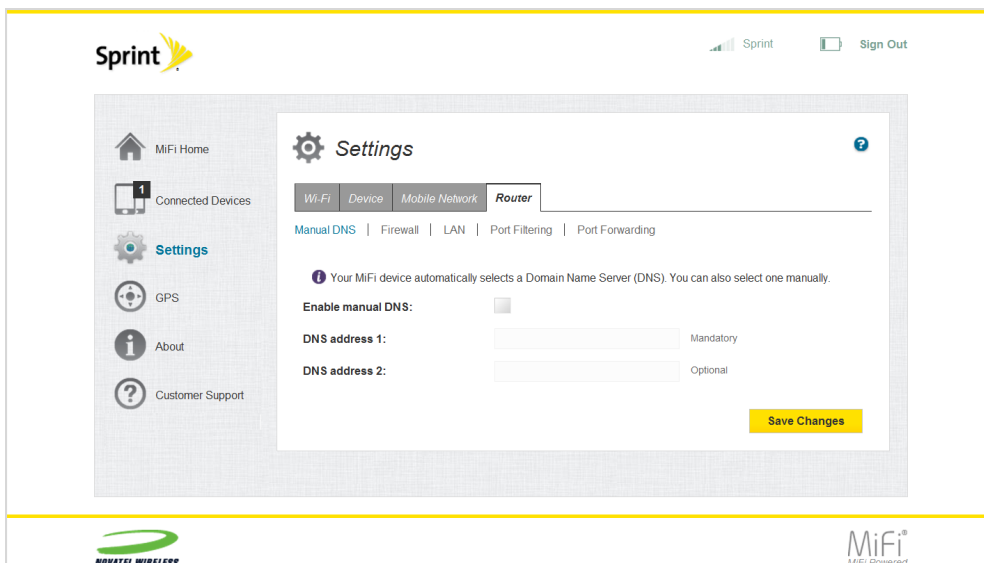 Sprint
Sprint
Sign Out
MiFi Home
1
Connected Devices
Settings
GPS
About
Customer Support
Settings
?
Wi-Fi Device Mobile Network Router
Manual DNS | Firewall | LAN | Port Filtering | Port Forwarding
Your MiFi device automatically selects a Domain Name Server (DNS). You can also select one manually.
Enable manual DNS:
DNS address 1: Mandatory
DNS address 2: Optional
Save Changes
NOVATEL WIRELESS
MiFi®
MiFi Powered